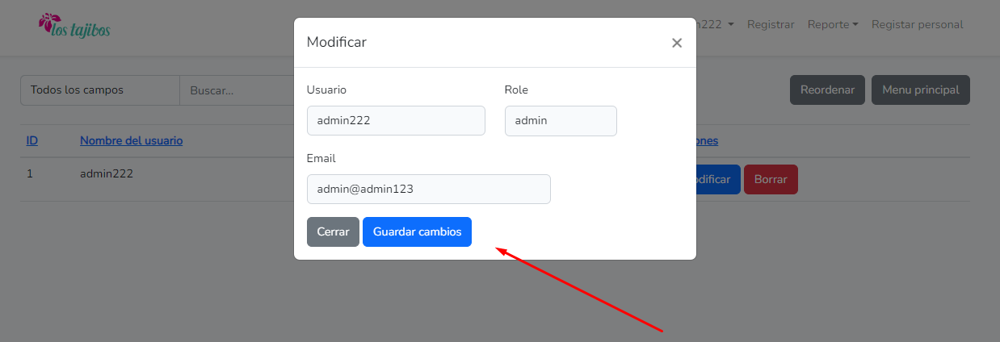 los tajibos
n222 Registrar Reporte Registar personal
Modificar
Todos los campos Buscar... Reordenar Menu principal
Usuario Role
admin222 admin
ID Nombre del usuario ones
Email
1 admin222 odificar Borrar
admin@admin123
Cerrar Guardar cambios